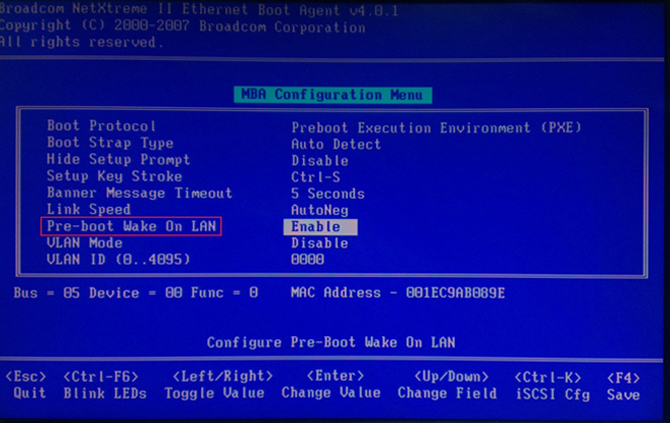 Broadcom NetXtreme II Ethernet Boot Agent v4.0.1
Copyright (C) 2000-2007 Broadcom Corporation
All rights reserved.
MBA Configuration Menu
Boot Protocol Preboot Execution Environment (PXE)
Boot Strap Type Auto Detect
Hide Setup Prompt Disable
Setup Key Stroke Ctrl-S
Banner Message Timeout 5 Seconds
Link Speed AutoNeg
Pre-boot Wake On LAN Enable
VLAN Mode Disable
VLAN ID (0..4095) 0000
Bus = 05 Device = 00 Func = 0 MAC Address - 001EC9AB089E
Configure Pre-Boot Wake On LAN
<Esc> <Ctrl-F6> <Left/Right> <Enter> <Up/Down> <Ctrl-K> <F4>
Quit Blink LEDs Toggle Value Change Value Change Field iSCSI Cfg Save